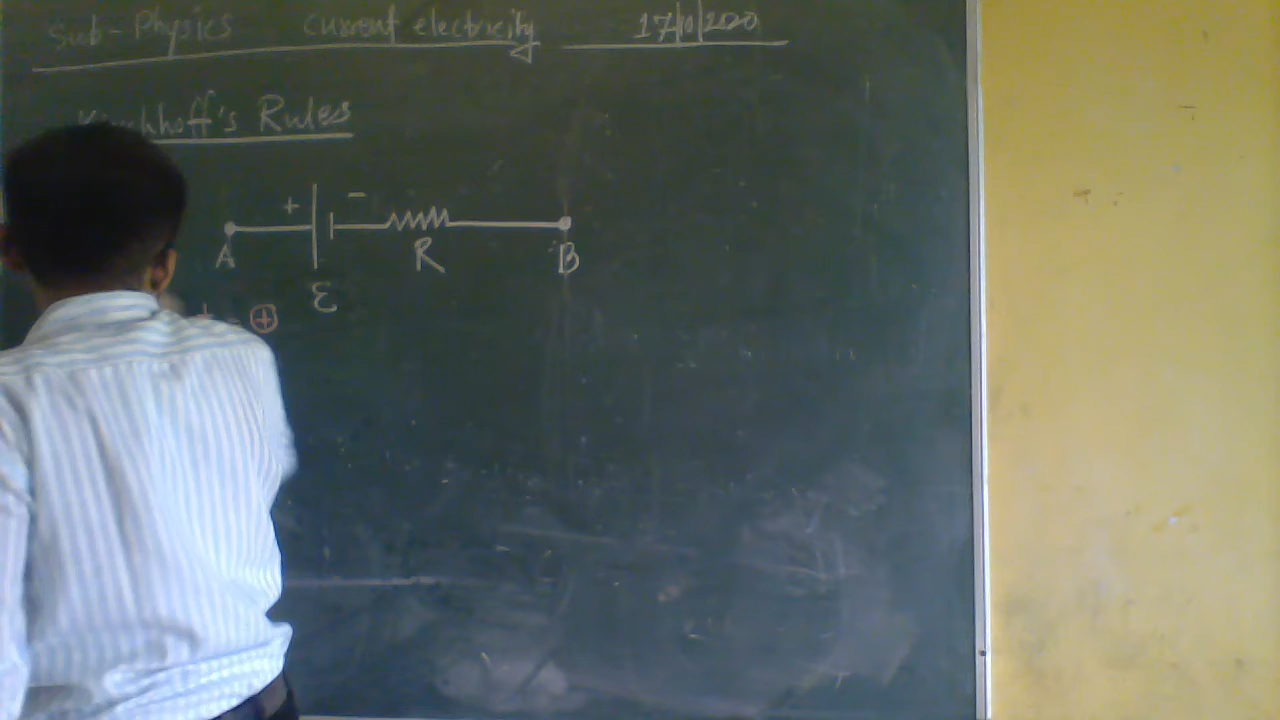 Sub-Physics Current electricity 17/10/2020
Kirchhoff's Rules
+ -
A R B
ε
+ - ⊕